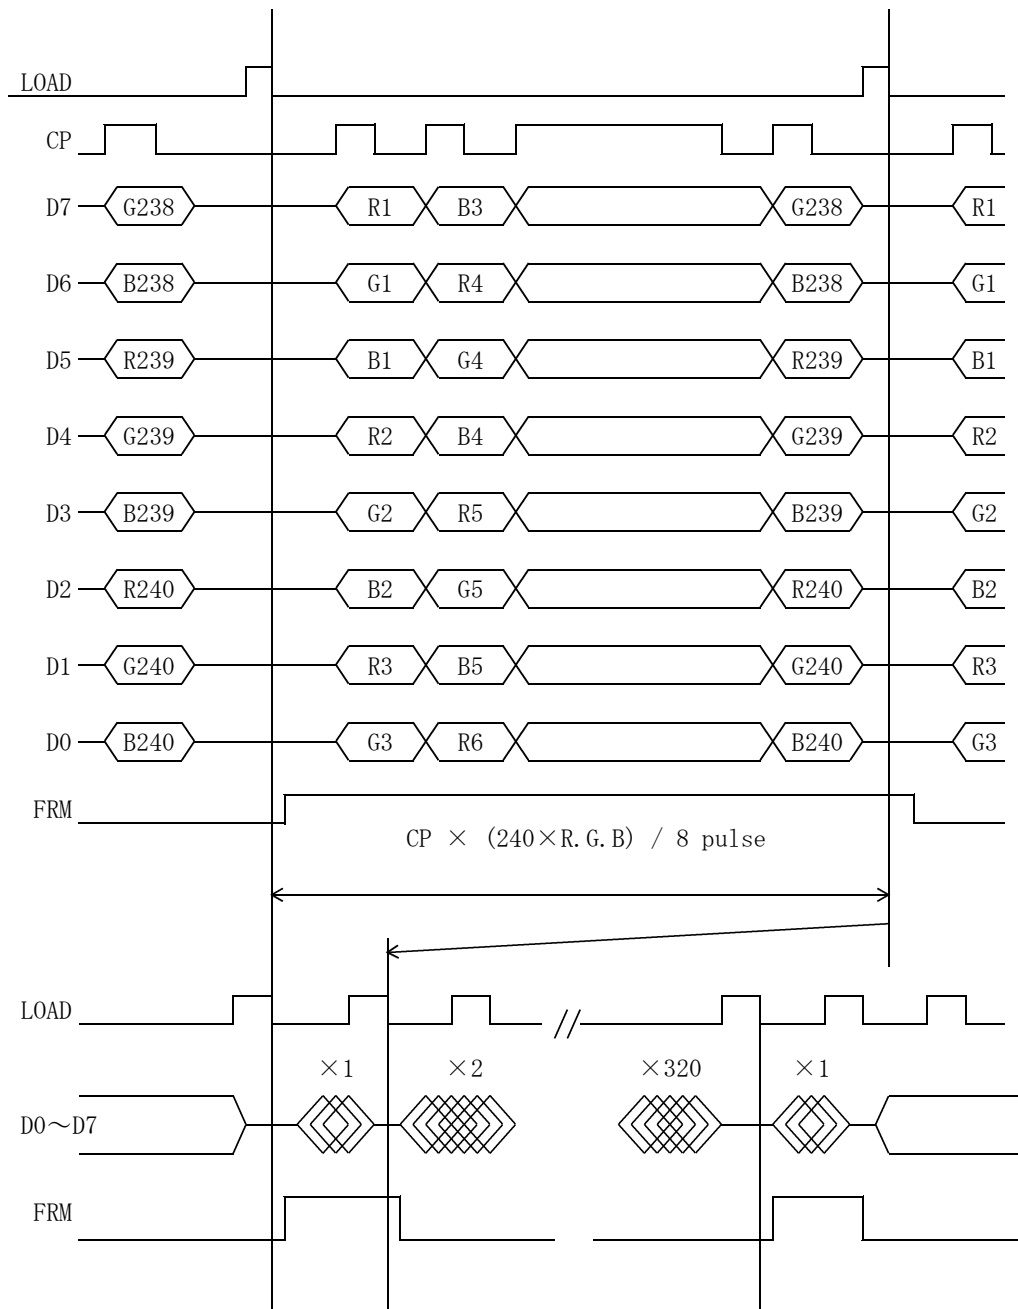 LOAD
CP
D7 G238 R1 B3 G238 R1
D6 B238 G1 R4 B238 G1
D5 R239 B1 G4 R239 B1
D4 G239 R2 B4 G239 R2
D3 B239 G2 R5 B239 G2
D2 R240 B2 G5 R240 B2
D1 G240 R3 B5 G240 R3
D0 B240 G3 R6 B240 G3
FRM
CP × (240×R.G.B) / 8 pulse
LOAD
×1 ×2 ×320 ×1
D0～D7
FRM